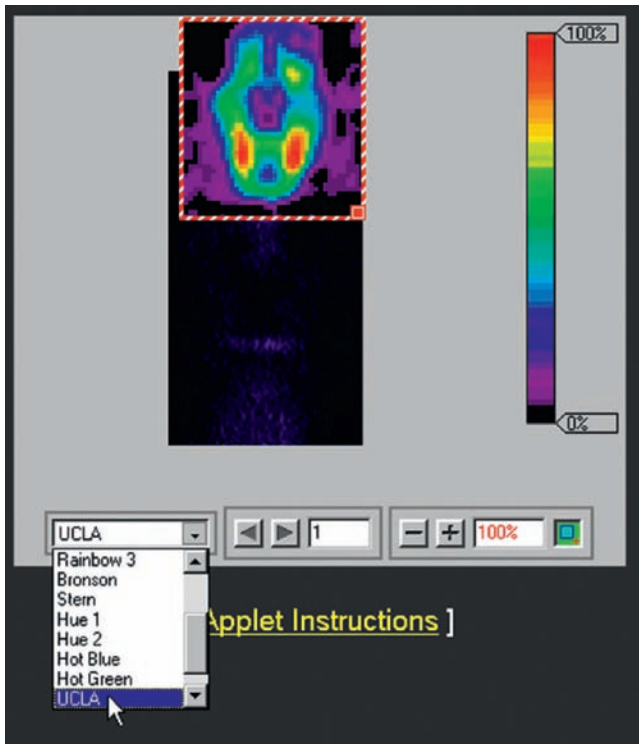 100%
0%
UCLA 1 100%
Rainbow 3
Bronson
Stern
Hue 1
Hue 2
Hot Blue
Hot Green
UCLA
Applet Instructions ]